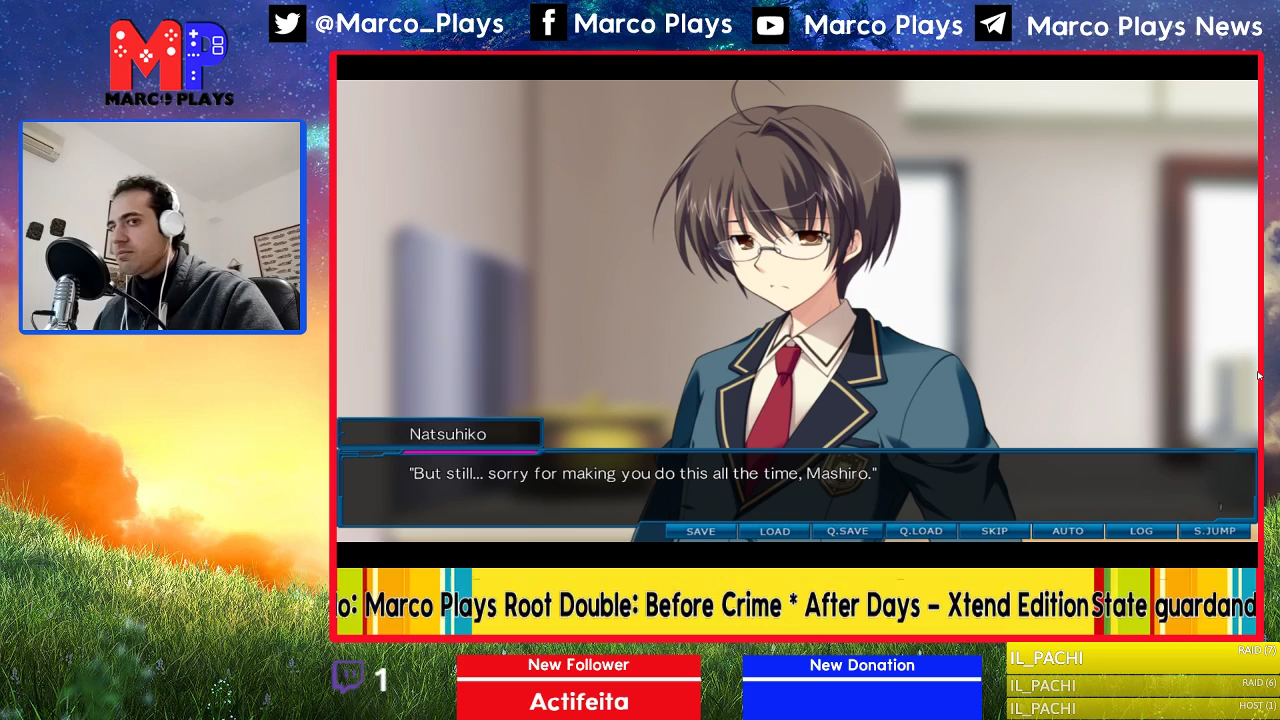 @Marco_Plays
Marco Plays
Marco Plays
Marco Plays News
MP
MARCO PLAYS
Natsuhiko
"But still... sorry for making you do this all the time, Mashiro."
SAVE
LOAD
Q.SAVE
Q.LOAD
SKIP
AUTO
LOG
S.JUMP
o: Marco Plays Root Double: Before Crime * After Days - Xtend Edition State guardand
1
New Follower
Actifeita
New Donation
IL_PACHI RAID (7)
IL_PACHI RAID (6)
IL_PACHI HOST (1)